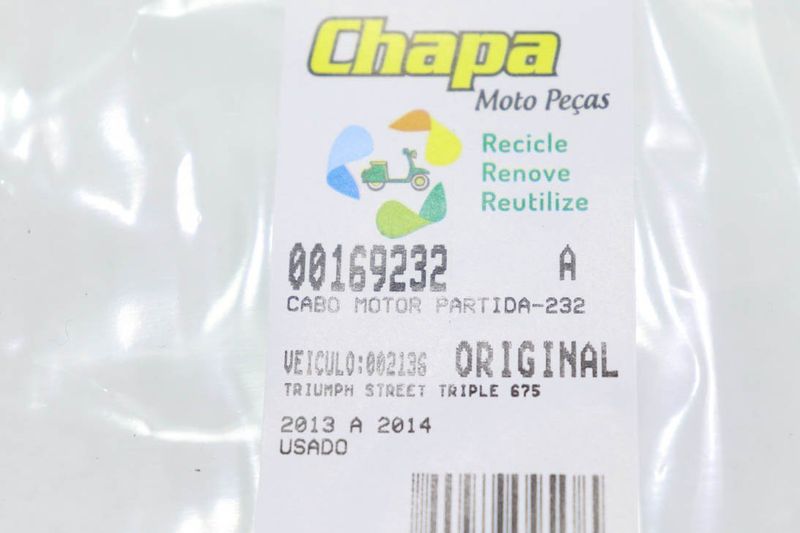 Chapa
Moto Peças
Recicle
Renove
Reutilize
00169232 A
CABO MOTOR PARTIDA-232
VEICULO:002136 ORIGINAL
TRIUMPH STREET TRIPLE 675
2013 A 2014
USADO